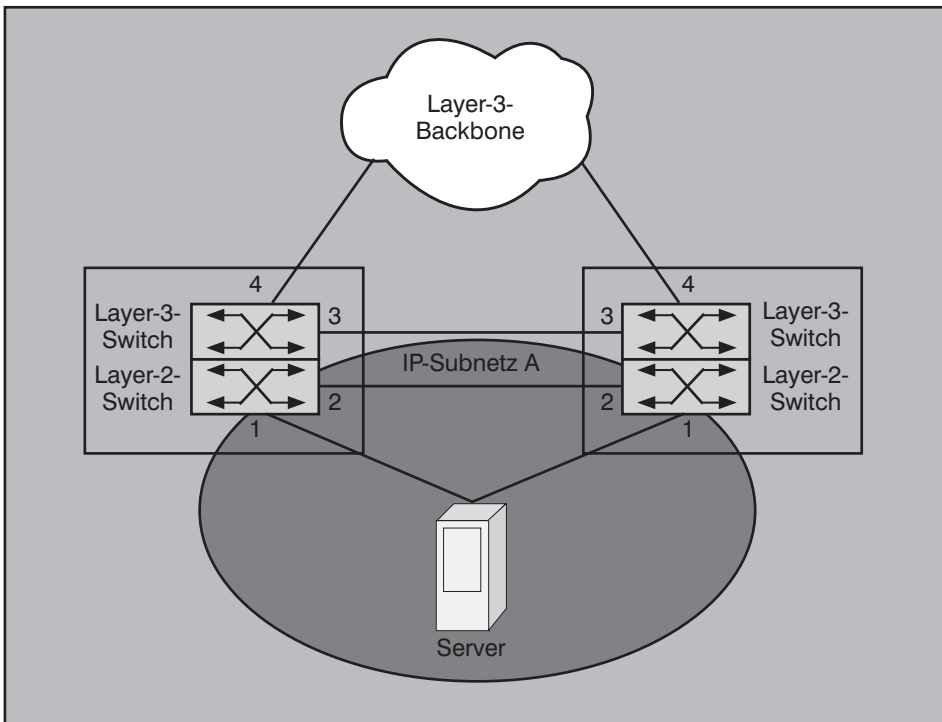 Layer-3-
Backbone
4
4
Layer-3-
Switch
3
3
Layer-3-
Switch
IP-Subnetz A
Layer-2-
Switch
2
2
Layer-2-
Switch
1
1
Server